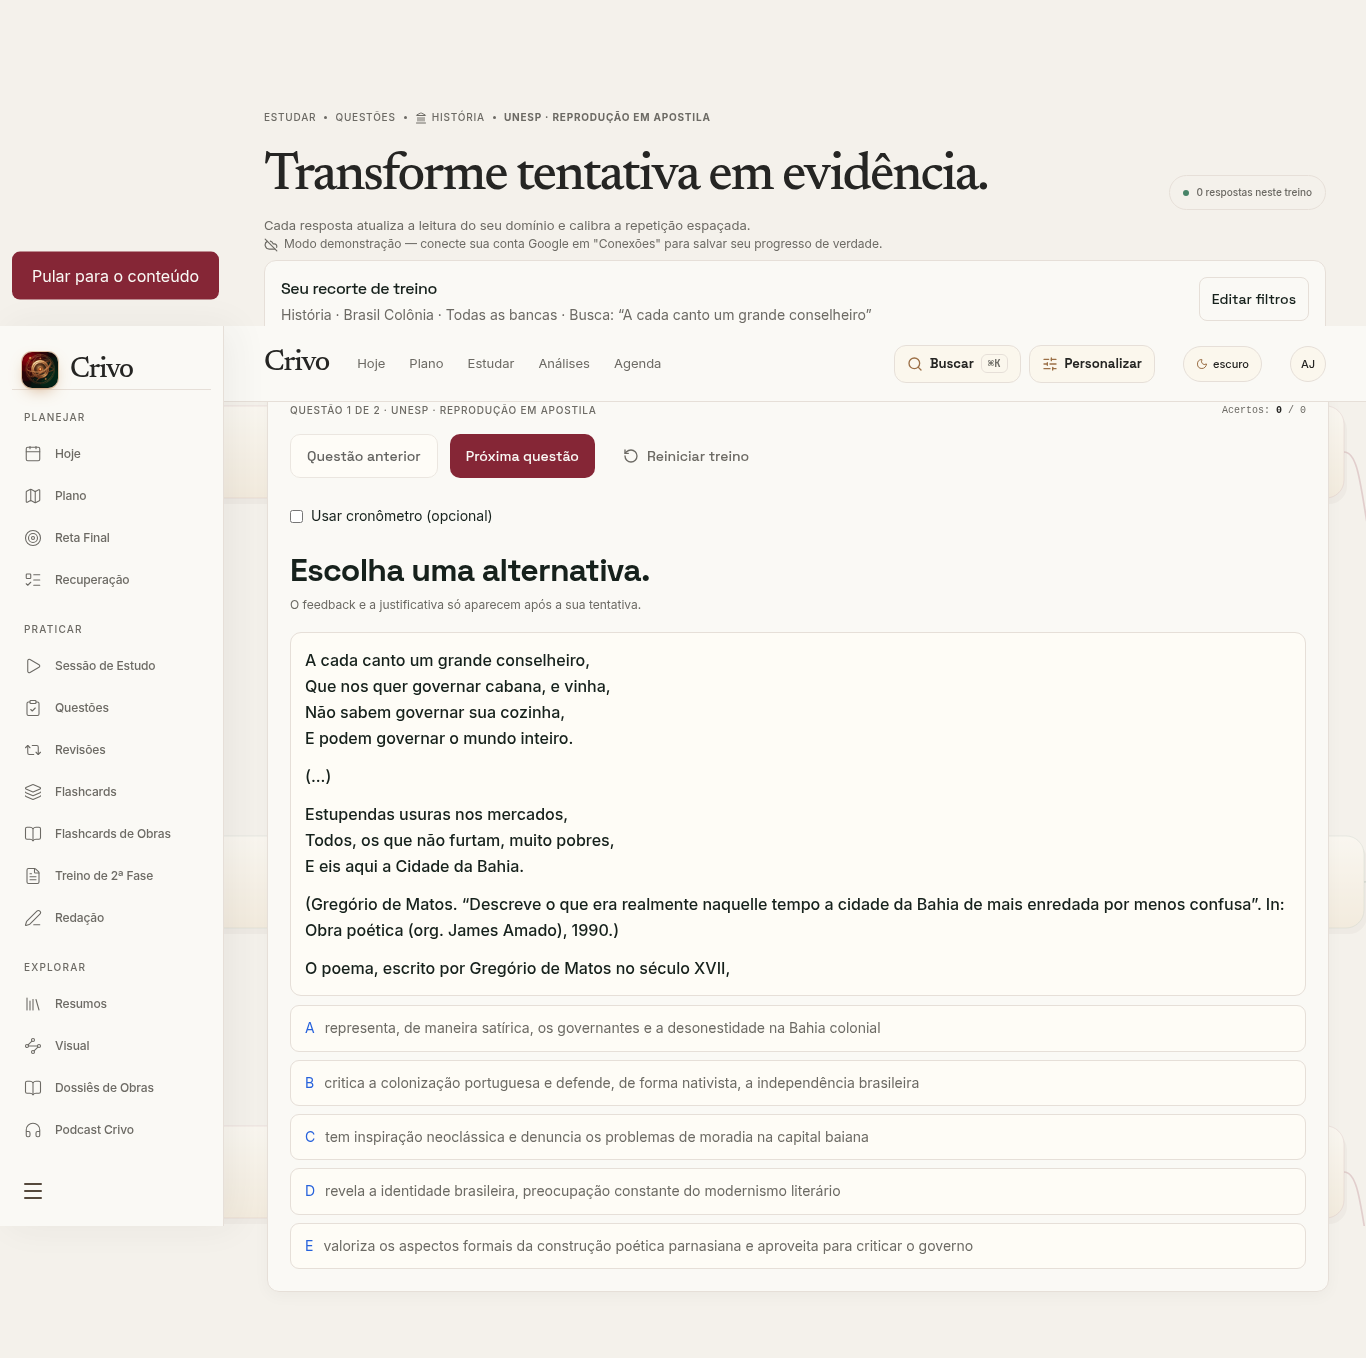 ESTUDAR • QUESTÕES • HISTÓRIA • UNESP · REPRODUÇÃO EM APOSTILA
Transforme tentativa em evidência.
0 respostas neste treino
Cada resposta atualiza a leitura do seu domínio e calibra a repetição espaçada.
Modo demonstração — conecte sua conta Google em "Conexões" para salvar seu progresso de verdade.
Pular para o conteúdo
Seu recorte de treino
História · Brasil Colônia · Todas as bancas · Busca: “A cada canto um grande conselheiro”
Editar filtros
Crivo
Hoje
Plano
Estudar
Análises
Agenda
Buscar ⌘K
Personalizar
escuro
AJ
Crivo
PLANEJAR
Hoje
Plano
Reta Final
Recuperação
PRATICAR
Sessão de Estudo
Questões
Revisões
Flashcards
Flashcards de Obras
Treino de 2ª Fase
Redação
EXPLORAR
Resumos
Visual
Dossiês de Obras
Podcast Crivo
QUESTÃO 1 DE 2 · UNESP · REPRODUÇÃO EM APOSTILA
Acertos: 0 / 0
Questão anterior
Próxima questão
Reiniciar treino
Usar cronômetro (opcional)
Escolha uma alternativa.
O feedback e a justificativa só aparecem após a sua tentativa.
A cada canto um grande conselheiro,
Que nos quer governar cabana, e vinha,
Não sabem governar sua cozinha,
E podem governar o mundo inteiro.
(...)
Estupendas usuras nos mercados,
Todos, os que não furtam, muito pobres,
E eis aqui a Cidade da Bahia.
(Gregório de Matos. “Descreve o que era realmente naquelle tempo a cidade da Bahia de mais enredada por menos confusa”. In:
Obra poética (org. James Amado), 1990.)
O poema, escrito por Gregório de Matos no século XVII,
A representa, de maneira satírica, os governantes e a desonestidade na Bahia colonial
B critica a colonização portuguesa e defende, de forma nativista, a independência brasileira
C tem inspiração neoclássica e denuncia os problemas de moradia na capital baiana
D revela a identidade brasileira, preocupação constante do modernismo literário
E valoriza os aspectos formais da construção poética parnasiana e aproveita para criticar o governo